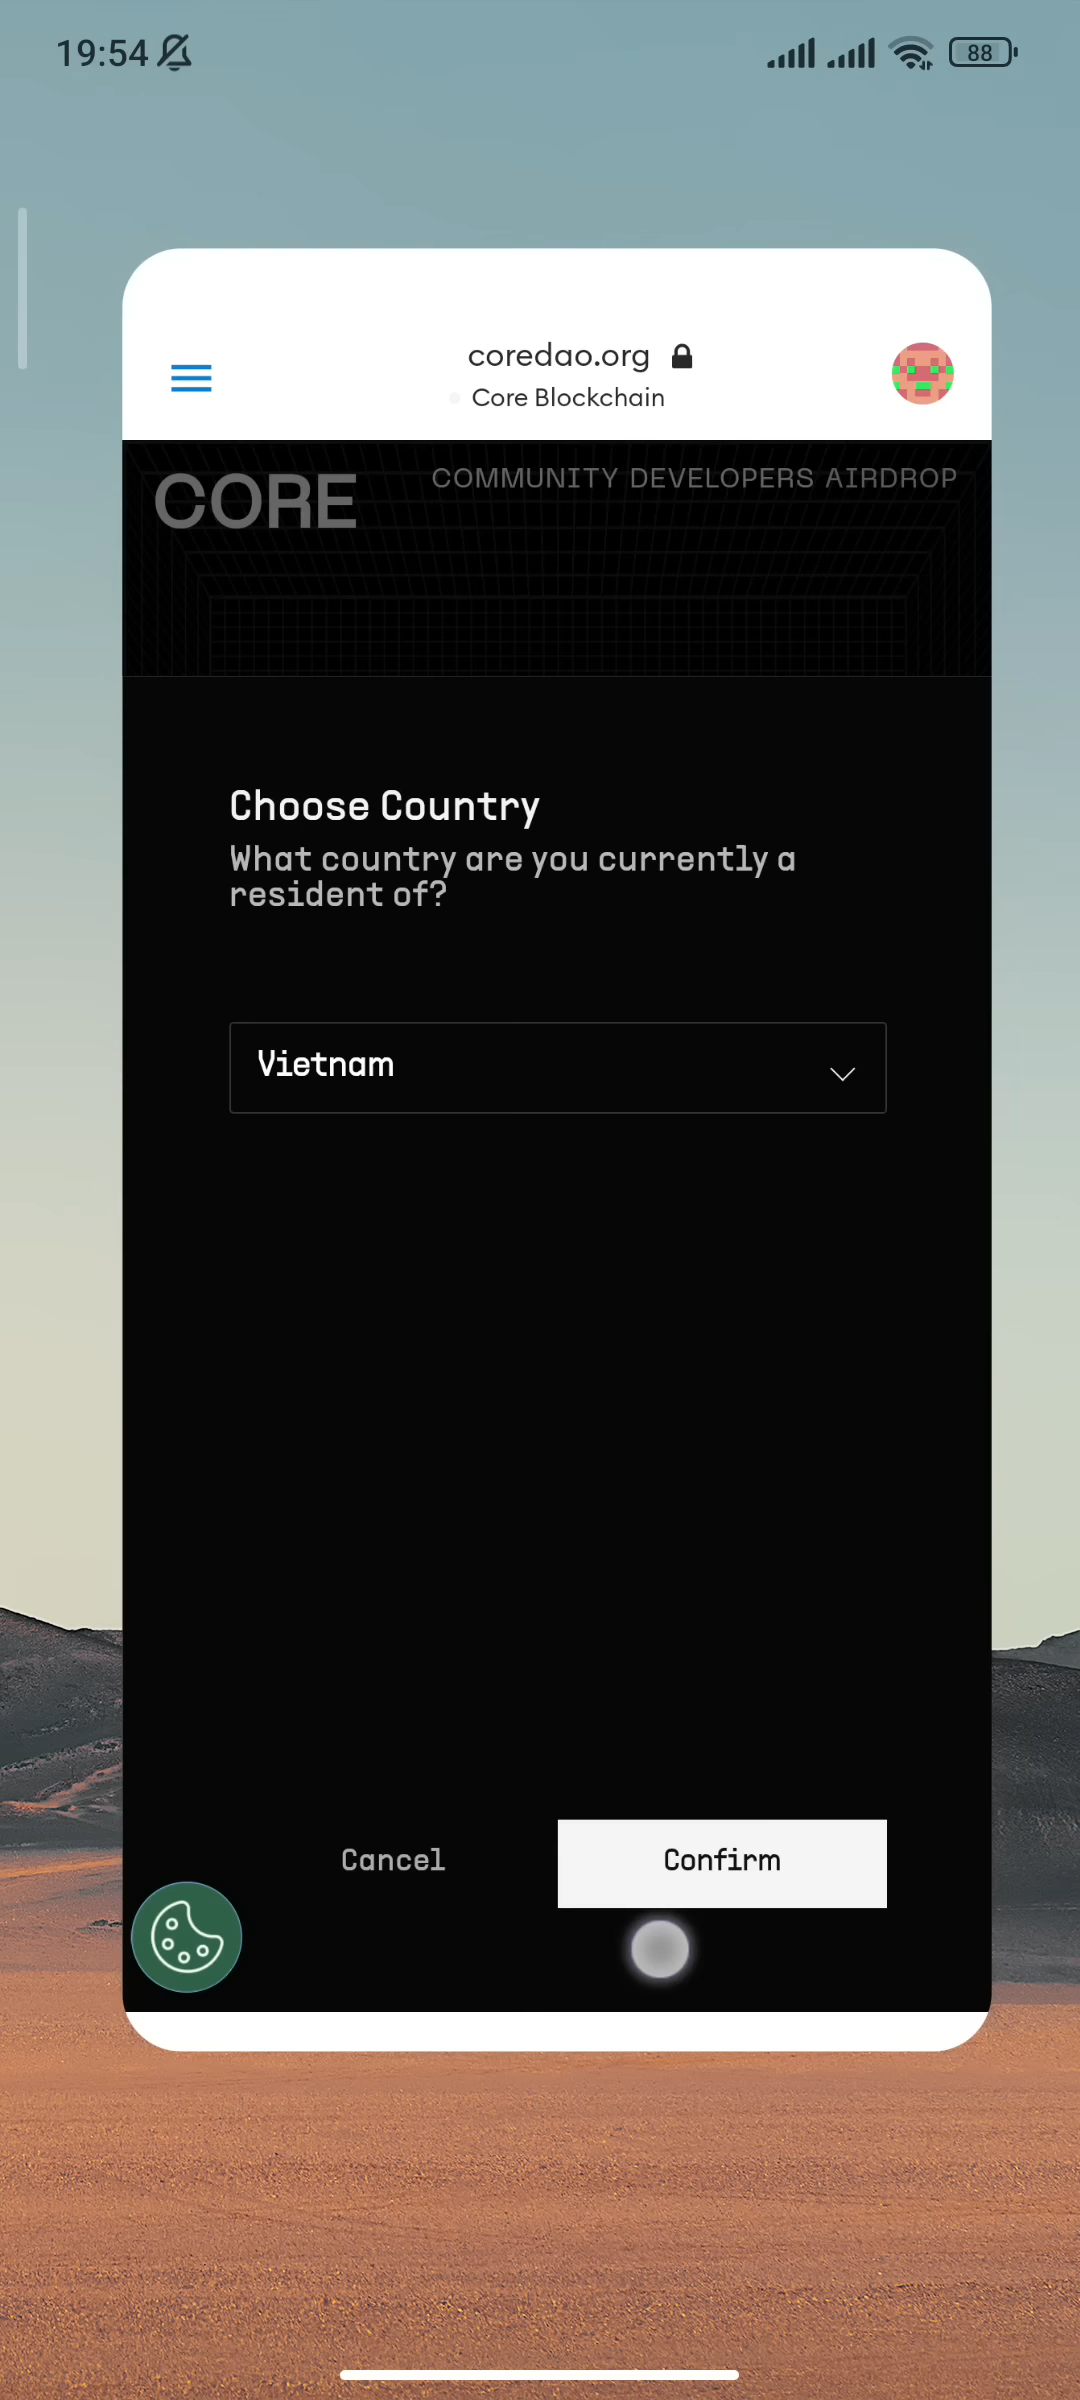 19:54
88
coredao.org
Core Blockchain
CORE
COMMUNITY DEVELOPERS AIRDROP
Choose Country
What country are you currently a
resident of?
Vietnam
Cancel
Confirm